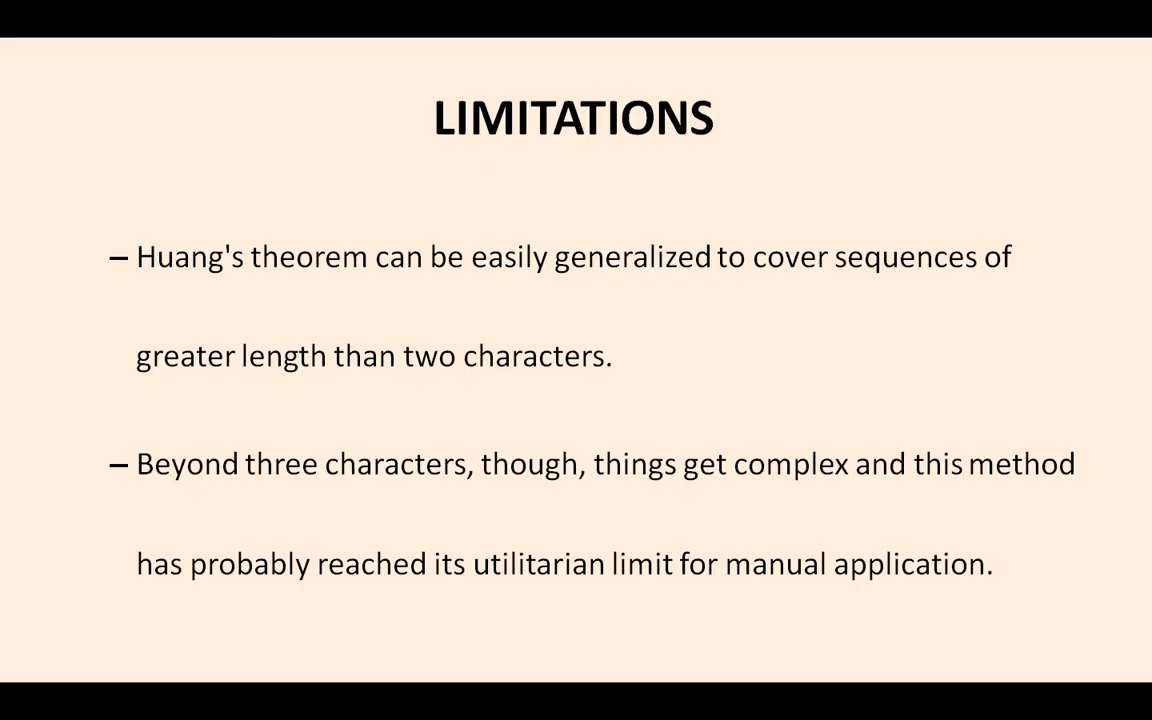 LIMITATIONS
– Huang's theorem can be easily generalized to cover sequences of
greater length than two characters.
– Beyond three characters, though, things get complex and this method
has probably reached its utilitarian limit for manual application.